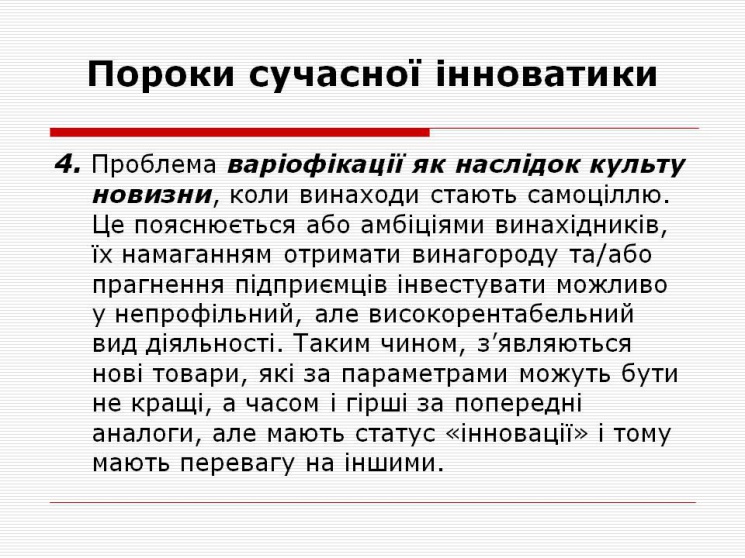 Пороки сучасної інноватики
4. Проблема варіофікації як наслідок культу
новизни, коли винаходи стають самоціллю.
Це пояснюється або амбіціями винахідників,
їх намаганням отримати винагороду та/або
прагнення підприємців інвестувати можливо
у непрофільний, але високорентабельний
вид діяльності. Таким чином, з’являються
нові товари, які за параметрами можуть бути
не кращі, а часом і гірші за попередні
аналоги, але мають статус «інновації» і тому
мають перевагу на іншими.